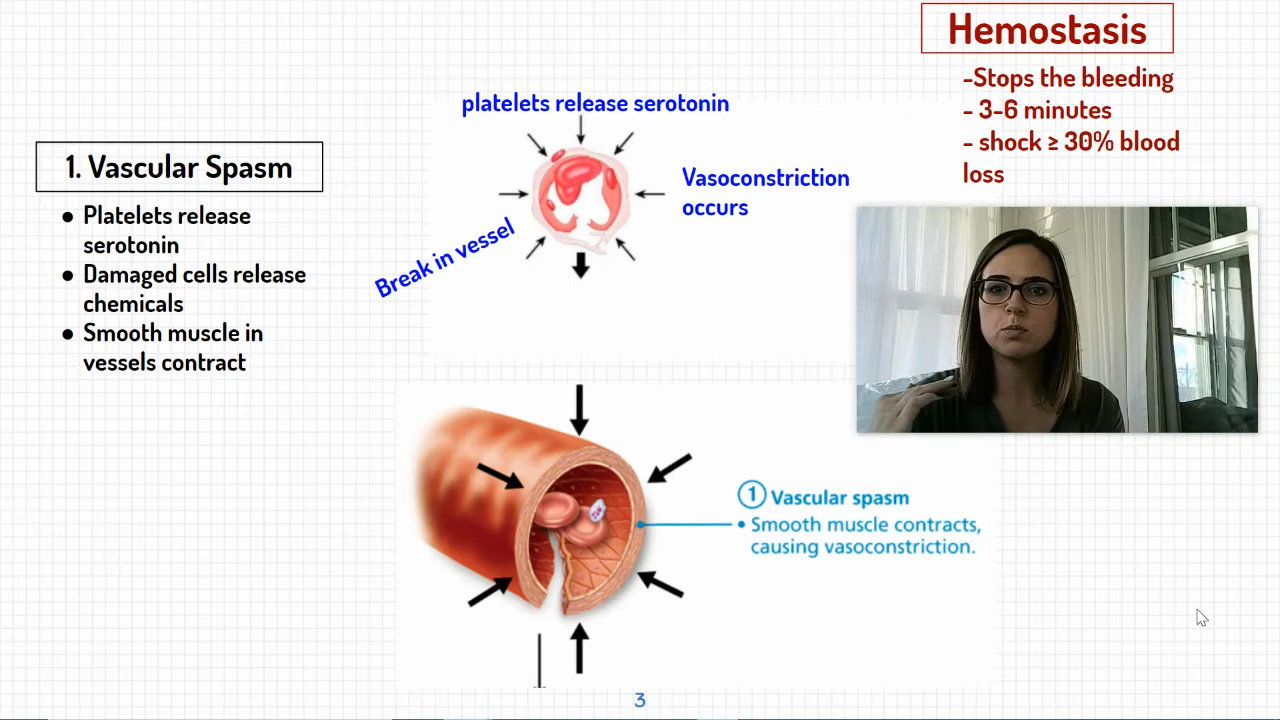 Hemostasis
-Stops the bleeding
- 3-6 minutes
- shock ≥ 30% blood
loss
platelets release serotonin
1. Vascular Spasm
● Platelets release
serotonin
● Damaged cells release
chemicals
● Smooth muscle in
vessels contract
Vasoconstriction
occurs
Break in vessel
1 Vascular spasm
• Smooth muscle contracts,
causing vasoconstriction.
3